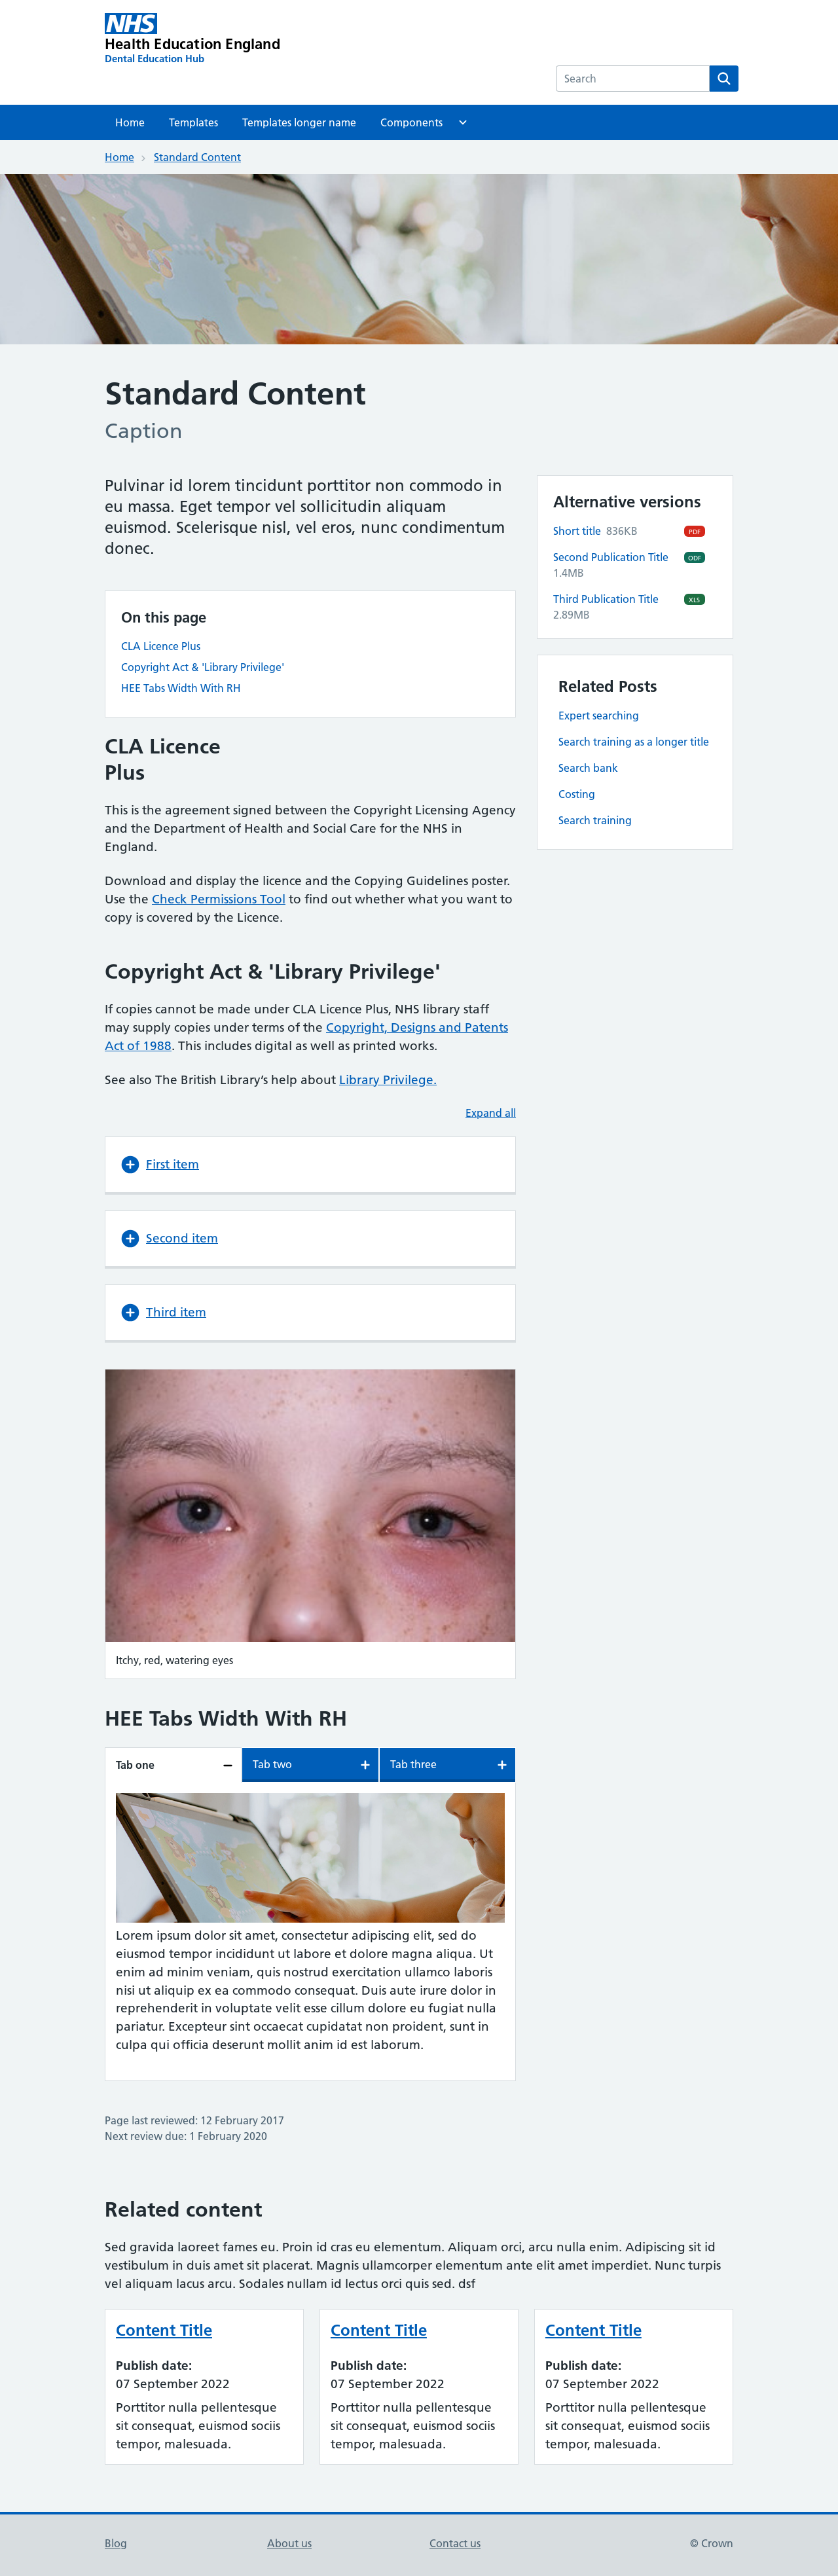 NHS
Health Education England
Dental Education Hub
Search
Home Templates Templates longer name Components
Home Standard Content
Standard Content
Caption
Pulvinar id lorem tincidunt porttitor non commodo in
eu massa. Eget tempor vel sollicitudin aliquam
euismod. Scelerisque nisl, vel eros, nunc condimentum
donec.
On this page
CLA Licence Plus
Copyright Act & 'Library Privilege'
HEE Tabs Width With RH
CLA Licence
Plus
This is the agreement signed between the Copyright Licensing Agency
and the Department of Health and Social Care for the NHS in
England.
Download and display the licence and the Copying Guidelines poster.
Use the Check Permissions Tool to find out whether what you want to
copy is covered by the Licence.
Copyright Act & 'Library Privilege'
If copies cannot be made under CLA Licence Plus, NHS library staff
may supply copies under terms of the Copyright, Designs and Patents
Act of 1988. This includes digital as well as printed works.
See also The British Library’s help about Library Privilege.
Expand all
First item
Second item
Third item
Itchy, red, watering eyes
HEE Tabs Width With RH
Tab one Tab two Tab three
Lorem ipsum dolor sit amet, consectetur adipiscing elit, sed do
eiusmod tempor incididunt ut labore et dolore magna aliqua. Ut
enim ad minim veniam, quis nostrud exercitation ullamco laboris
nisi ut aliquip ex ea commodo consequat. Duis aute irure dolor in
reprehenderit in voluptate velit esse cillum dolore eu fugiat nulla
pariatur. Excepteur sint occaecat cupidatat non proident, sunt in
culpa qui officia deserunt mollit anim id est laborum.
Page last reviewed: 12 February 2017
Next review due: 1 February 2020
Alternative versions
Short title 836KB PDF
Second Publication Title ODF
1.4MB
Third Publication Title XLS
2.89MB
Related Posts
Expert searching
Search training as a longer title
Search bank
Costing
Search training
Related content
Sed gravida laoreet fames eu. Proin id cras eu elementum. Aliquam orci, arcu nulla enim. Adipiscing sit id
vestibulum in duis amet sit placerat. Magnis ullamcorper elementum ante elit amet imperdiet. Nunc turpis
vel aliquam lacus arcu. Sodales nullam id lectus orci quis sed. dsf
Content Title
Publish date:
07 September 2022
Porttitor nulla pellentesque
sit consequat, euismod sociis
tempor, malesuada.
Content Title
Publish date:
07 September 2022
Porttitor nulla pellentesque
sit consequat, euismod sociis
tempor, malesuada.
Content Title
Publish date:
07 September 2022
Porttitor nulla pellentesque
sit consequat, euismod sociis
tempor, malesuada.
Blog About us Contact us © Crown